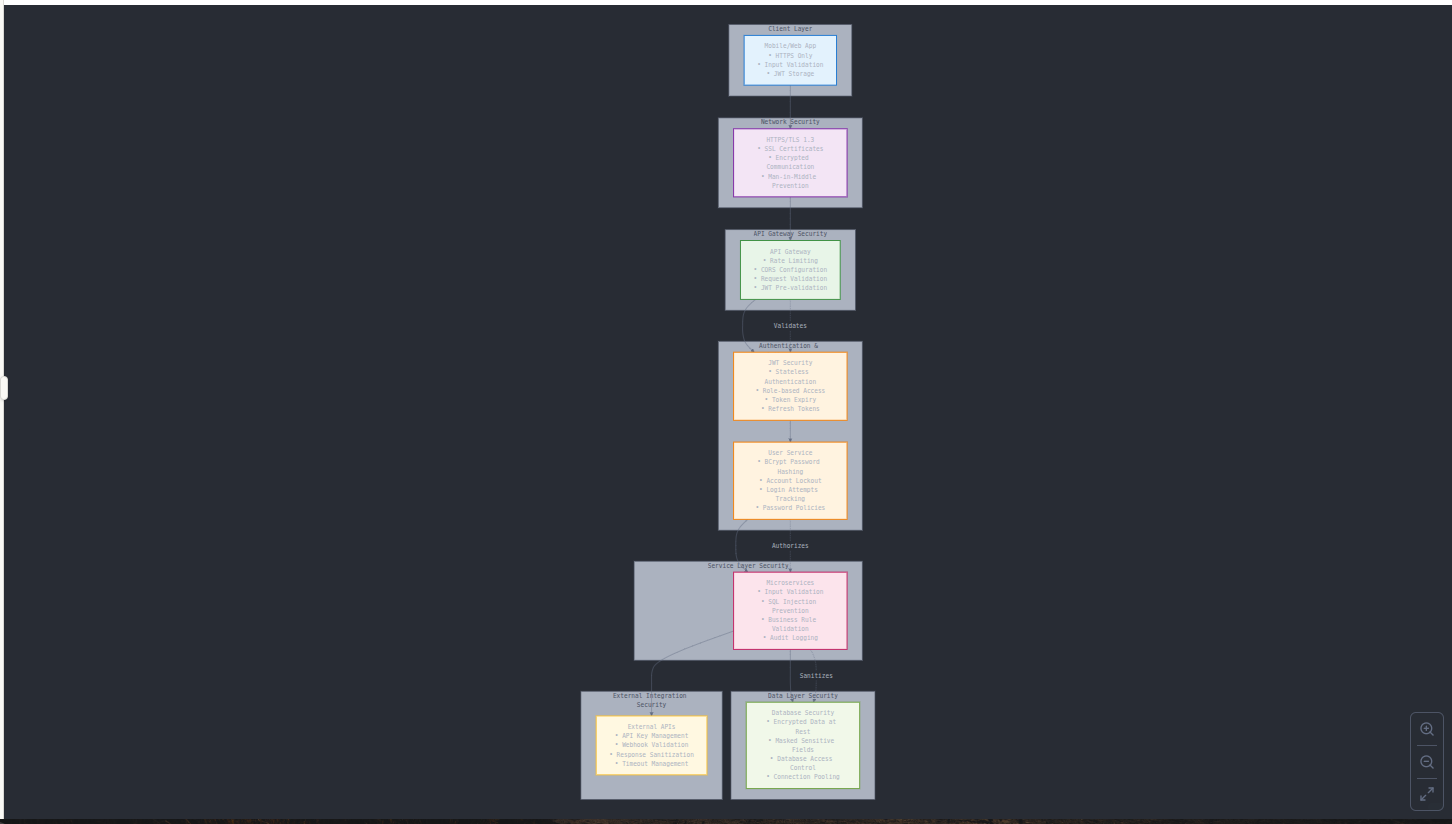 Client Layer
Mobile/Web App
• HTTPS Only
• Input Validation
• JWT Storage
Network Security
HTTPS/TLS 1.3
• SSL Certificates
• Encrypted
Communication
• Man-in-Middle
Prevention
API Gateway Security
API Gateway
• Rate Limiting
• CORS Configuration
• Request Validation
• JWT Pre-validation
Validates
Authentication &
JWT Security
• Stateless
Authentication
• Role-based Access
• Token Expiry
• Refresh Tokens
User Service
• BCrypt Password
Hashing
• Account Lockout
• Login Attempts
Tracking
• Password Policies
Authorizes
Service Layer Security
Microservices
• Input Validation
• SQL Injection
Prevention
• Business Rule
Validation
• Audit Logging
Sanitizes
External Integration
Security
External APIs
• API Key Management
• Webhook Validation
• Response Sanitization
• Timeout Management
Data Layer Security
Database Security
• Encrypted Data at
Rest
• Masked Sensitive
Fields
• Database Access
Control
• Connection Pooling